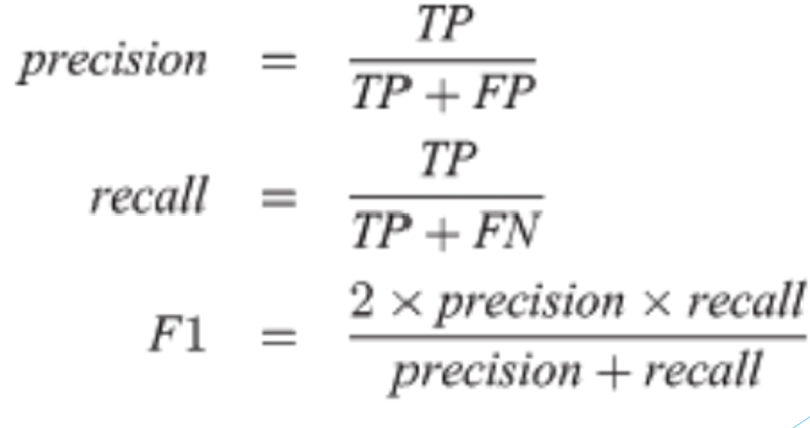 precision = TP / TP + FP
recall = TP / TP + FN
F1 = 2 × precision × recall / precision + recall